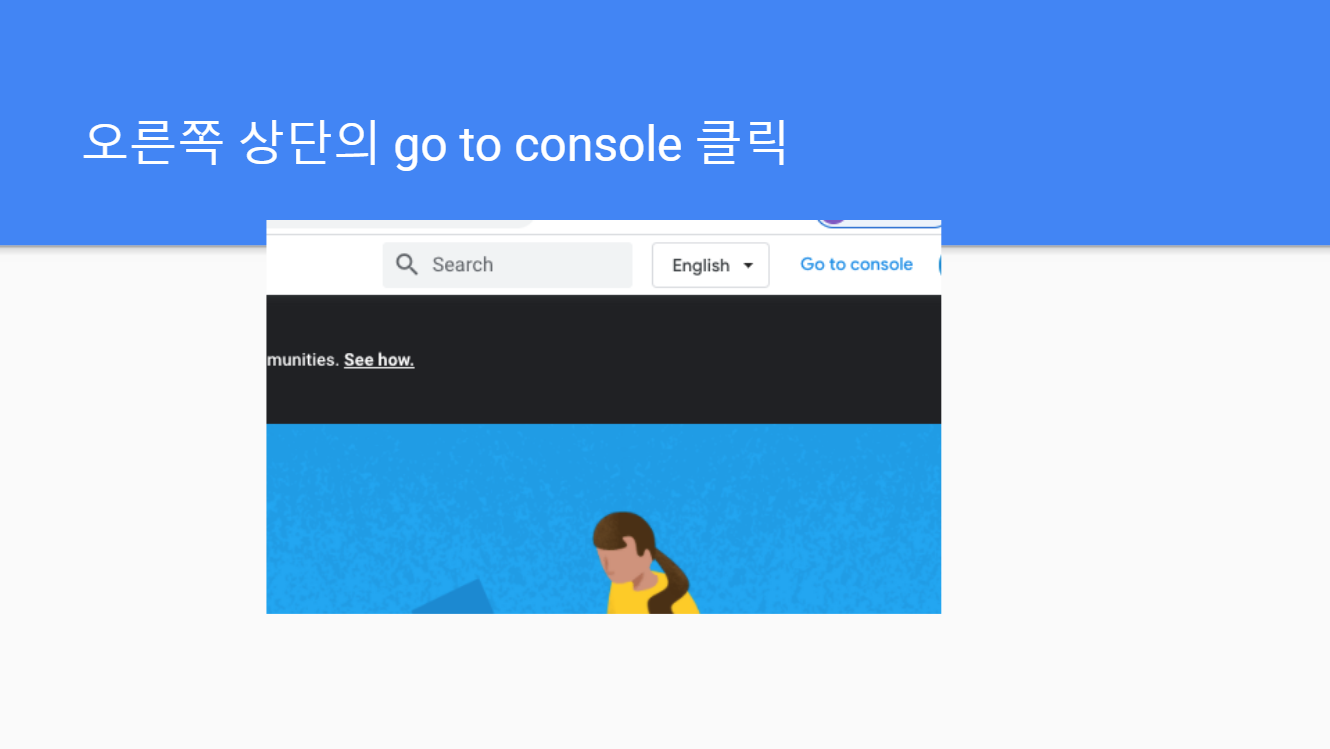 오른쪽 상단의 go to console 클릭
Search
English
Go to console
munities. See how.